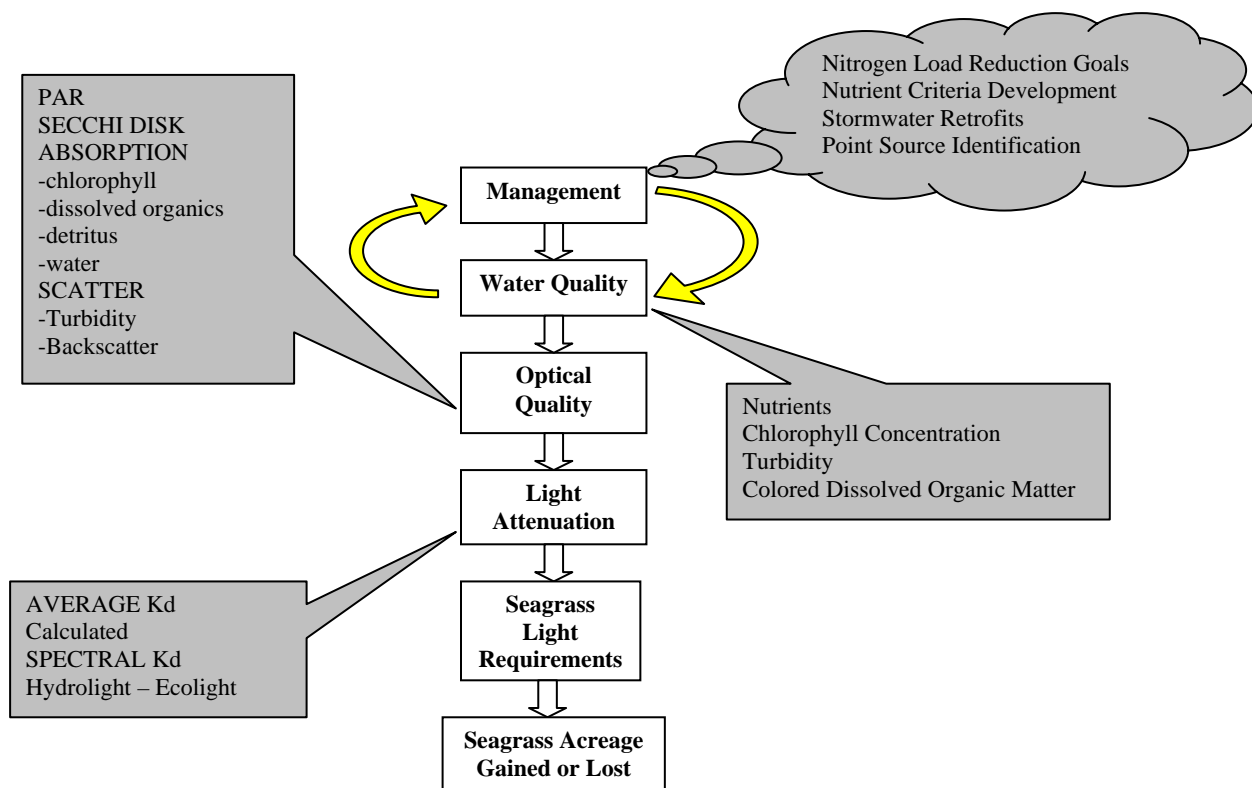 Nitrogen Load Reduction Goals
Nutrient Criteria Development
Stormwater Retrofits
Point Source Identification
PAR
SECCHI DISK
ABSORPTION
-chlorophyll
-dissolved organics
-detritus
-water
SCATTER
-Turbidity
-Backscatter
Management
Water Quality
Optical
Quality
Nutrients
Chlorophyll Concentration
Turbidity
Colored Dissolved Organic Matter
Light
Attenuation
AVERAGE Kd
Calculated
SPECTRAL Kd
Hydrolight – Ecolight
Seagrass
Light
Requirements
Seagrass Acreage
Gained or Lost